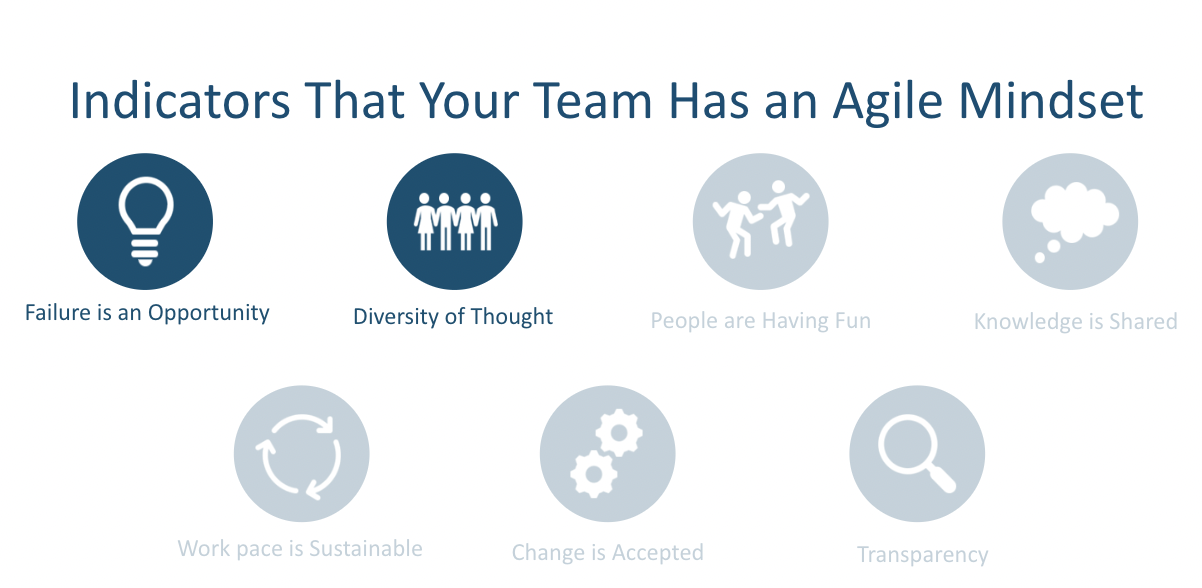 Indicators That Your Team Has an Agile Mindset
Failure is an Opportunity
Diversity of Thought
People are Having Fun
Knowledge is Shared
Work pace is Sustainable
Change is Accepted
Transparency